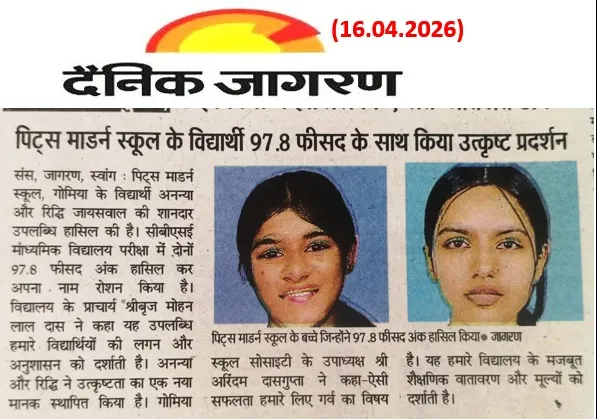 (16.04.2026)
दैनिक जागरण
पिट्स माडर्न स्कूल के विद्यार्थी 97.8 फीसद के साथ किया उत्कृष्ट प्रदर्शन
संस, जागरण, स्वांग : पिट्स माडर्न
स्कूल, गोमिया के विद्यार्थी अनन्या
और रिद्धि जायसवाल की शानदार
उपलब्धि हासिल की है। सीबीएसई
माध्यमिक विद्यालय परीक्षा में दोनों
97.8 फीसद अंक हासिल कर
अपना नाम रोशन किया है।
विद्यालय के प्राचार्य श्रीबृज मोहन
लाल दास ने कहा यह उपलब्धि
हमारे विद्यार्थियों की लगन और
अनुशासन को दर्शाती है। अनन्या
और रिद्धि ने उत्कृष्टता का एक नया
मानक स्थापित किया है। गोमिया
पिट्स मार्डन स्कूल के बच्चे जिन्होंने 97.8 फीसद अंक हासिल किया● जागरण
स्कूल सोसाइटी के उपाध्यक्ष श्री
अरिंदम दासगुप्ता ने कहा-ऐसी
सफलता हमारे लिए गर्व का विषय
है। यह हमारे विद्यालय के मजबूत
शैक्षणिक वातावरण और मूल्यों को
दर्शाती है।